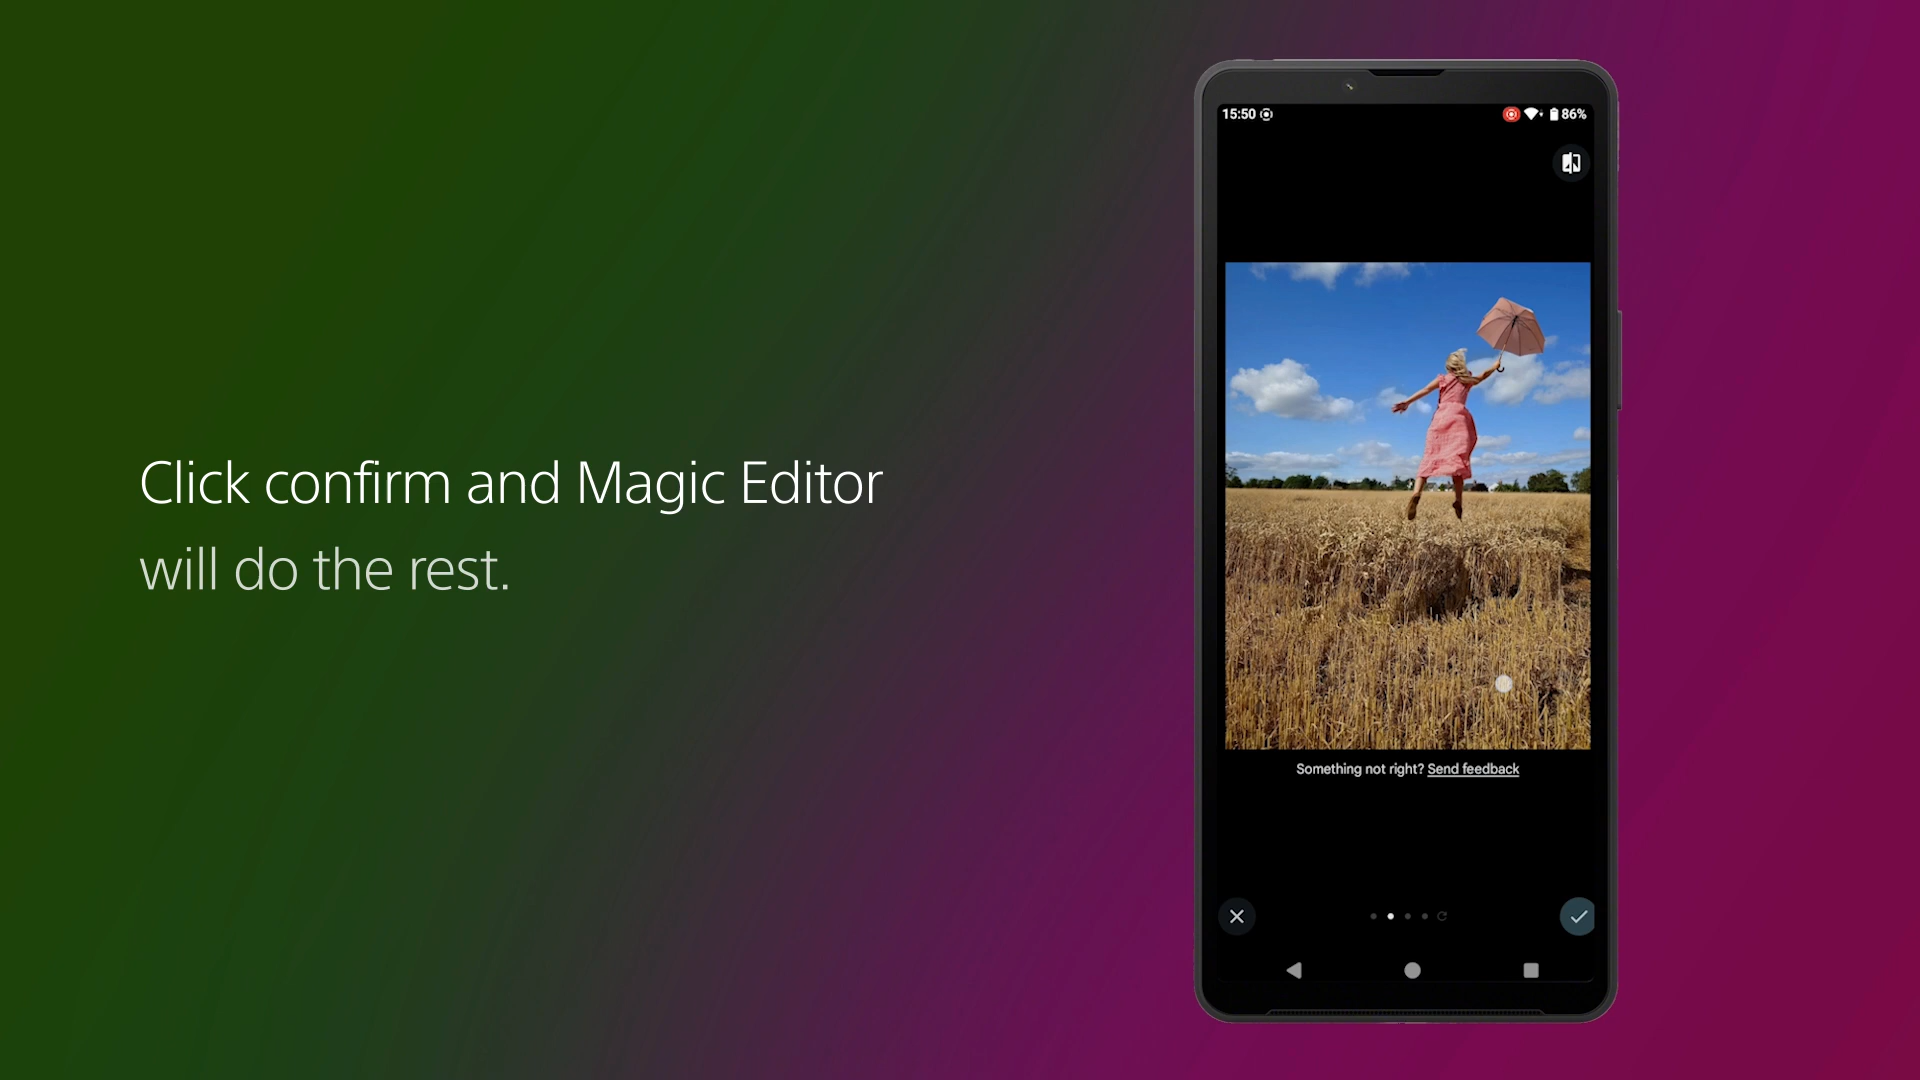 Click confirm and Magic Editor
will do the rest.
15:50
86%
Something not right? Send feedback